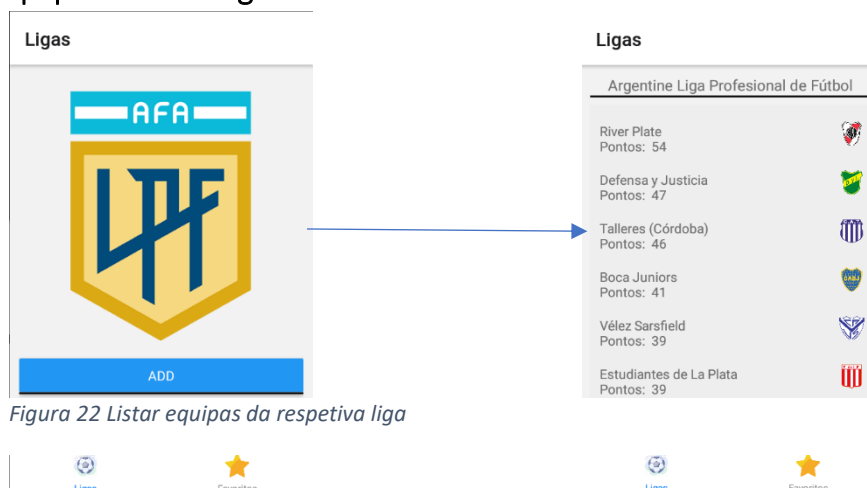 Ligas
AFA
LPF
ADD
Ligas
Argentine Liga Profesional de Fútbol
River Plate
Pontos: 54
Defensa y Justicia
Pontos: 47
Talleres (Córdoba)
Pontos: 46
Boca Juniors
Pontos: 41
Vélez Sarsfield
Pontos: 39
Estudiantes de La Plata
Pontos: 39
Figura 22 Listar equipas da respetiva liga